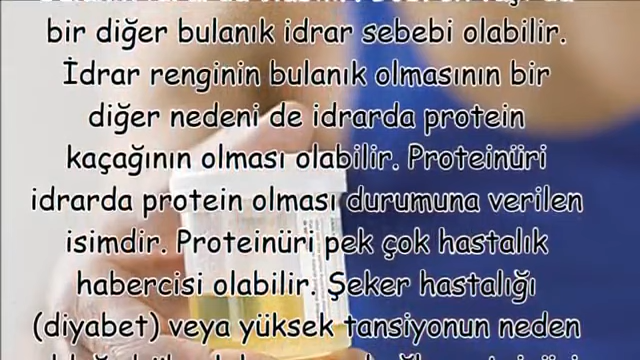 bir diğer bulanık idrar sebebi olabilir.
İdrar renginin bulanık olmasının bir
diğer nedeni de idrarda protein
kaçağının olması olabilir. Proteinüri
idrarda protein olması durumuna verilen
isimdir. Proteinüri pek çok hastalık
habercisi olabilir. Şeker hastalığı
(diyabet) veya yüksek tansiyonun neden